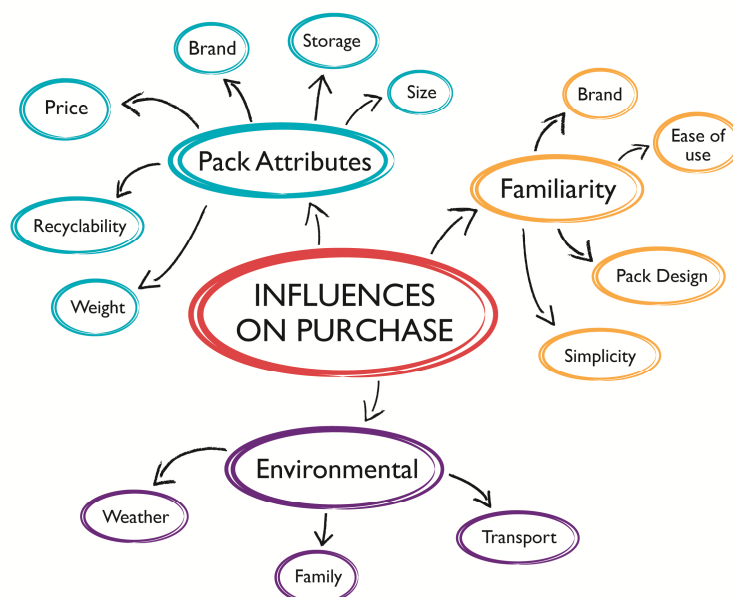 Brand
Storage
Size
Price
Pack Attributes
Recyclability
Weight
Brand
Ease of
use
Familiarity
Pack Design
Simplicity
INFLUENCES
ON PURCHASE
Environmental
Weather
Family
Transport